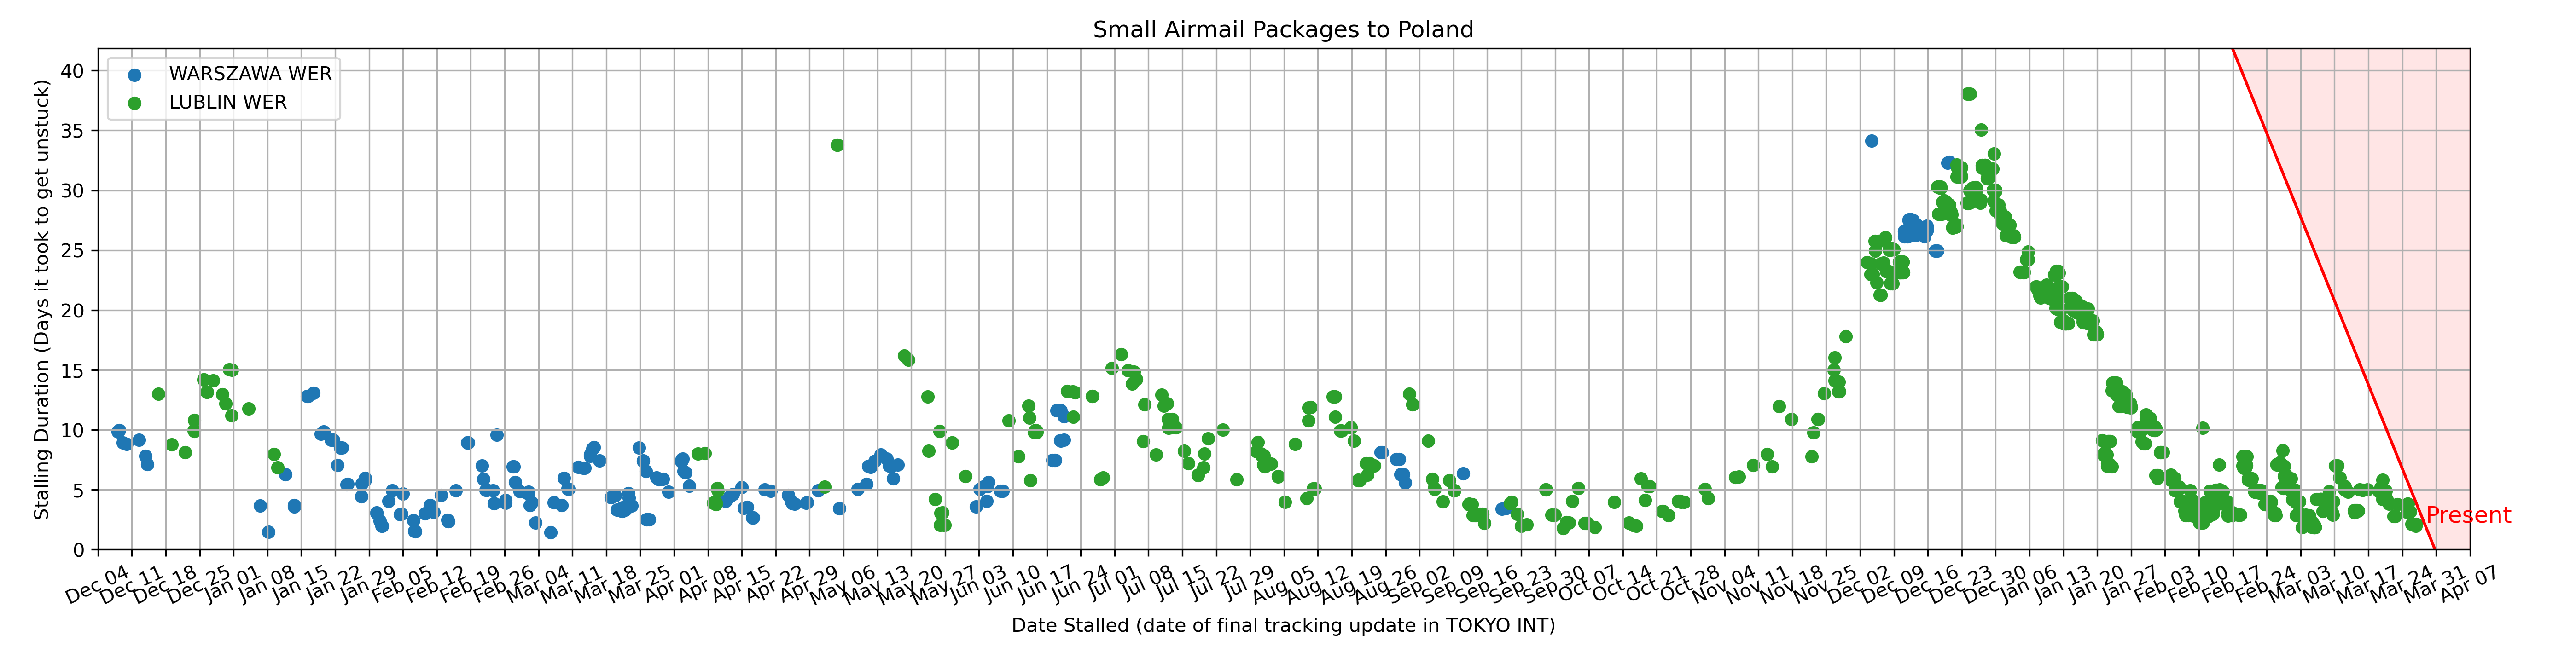 Small Airmail Packages to Poland
WARSZAWA WER
LUBLIN WER
Stalling Duration (Days it took to get unstuck)
40
35
30
25
20
15
10
5
0
Present
Dec 04
Dec 11
Dec 18
Dec 25
Jan 01
Jan 08
Jan 15
Jan 22
Jan 29
Feb 05
Feb 12
Feb 19
Feb 26
Mar 04
Mar 11
Mar 18
Mar 25
Apr 01
Apr 08
Apr 15
Apr 22
Apr 29
May 06
May 13
May 20
May 27
Jun 03
Jun 10
Jun 17
Jun 24
Jul 01
Jul 08
Jul 15
Jul 22
Jul 29
Aug 05
Aug 12
Aug 19
Aug 26
Sep 02
Sep 09
Sep 16
Sep 23
Sep 30
Oct 07
Oct 14
Oct 21
Oct 28
Nov 04
Nov 11
Nov 18
Nov 25
Dec 02
Dec 09
Dec 16
Dec 23
Dec 30
Jan 06
Jan 13
Jan 20
Jan 27
Feb 03
Feb 10
Feb 17
Feb 24
Mar 03
Mar 10
Mar 17
Mar 24
Mar 31
Apr 07
Date Stalled (date of final tracking update in TOKYO INT)